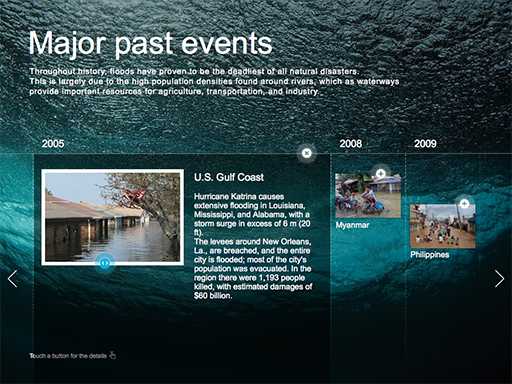 Major past events
Throughout history, floods have proven to be the deadliest of all natural disasters.
This is largely due to the high population densities found around rivers, which as waterways
provide important resources for agriculture, transportation, and industry.
2005
2008
2009
U.S. Gulf Coast
Hurricane Katrina causes
extensive flooding in Louisiana,
Mississippi, and Alabama, with a
storm surge in excess of 6 m (20
ft).
The levees around New Orleans,
La., are breached, and the entire
city is flooded; most of the city's
population was evacuated. In the
region there were 1,193 people
killed, with estimated damages of
$60 billion.
Myanmar
Philippines
Touch a button for the details